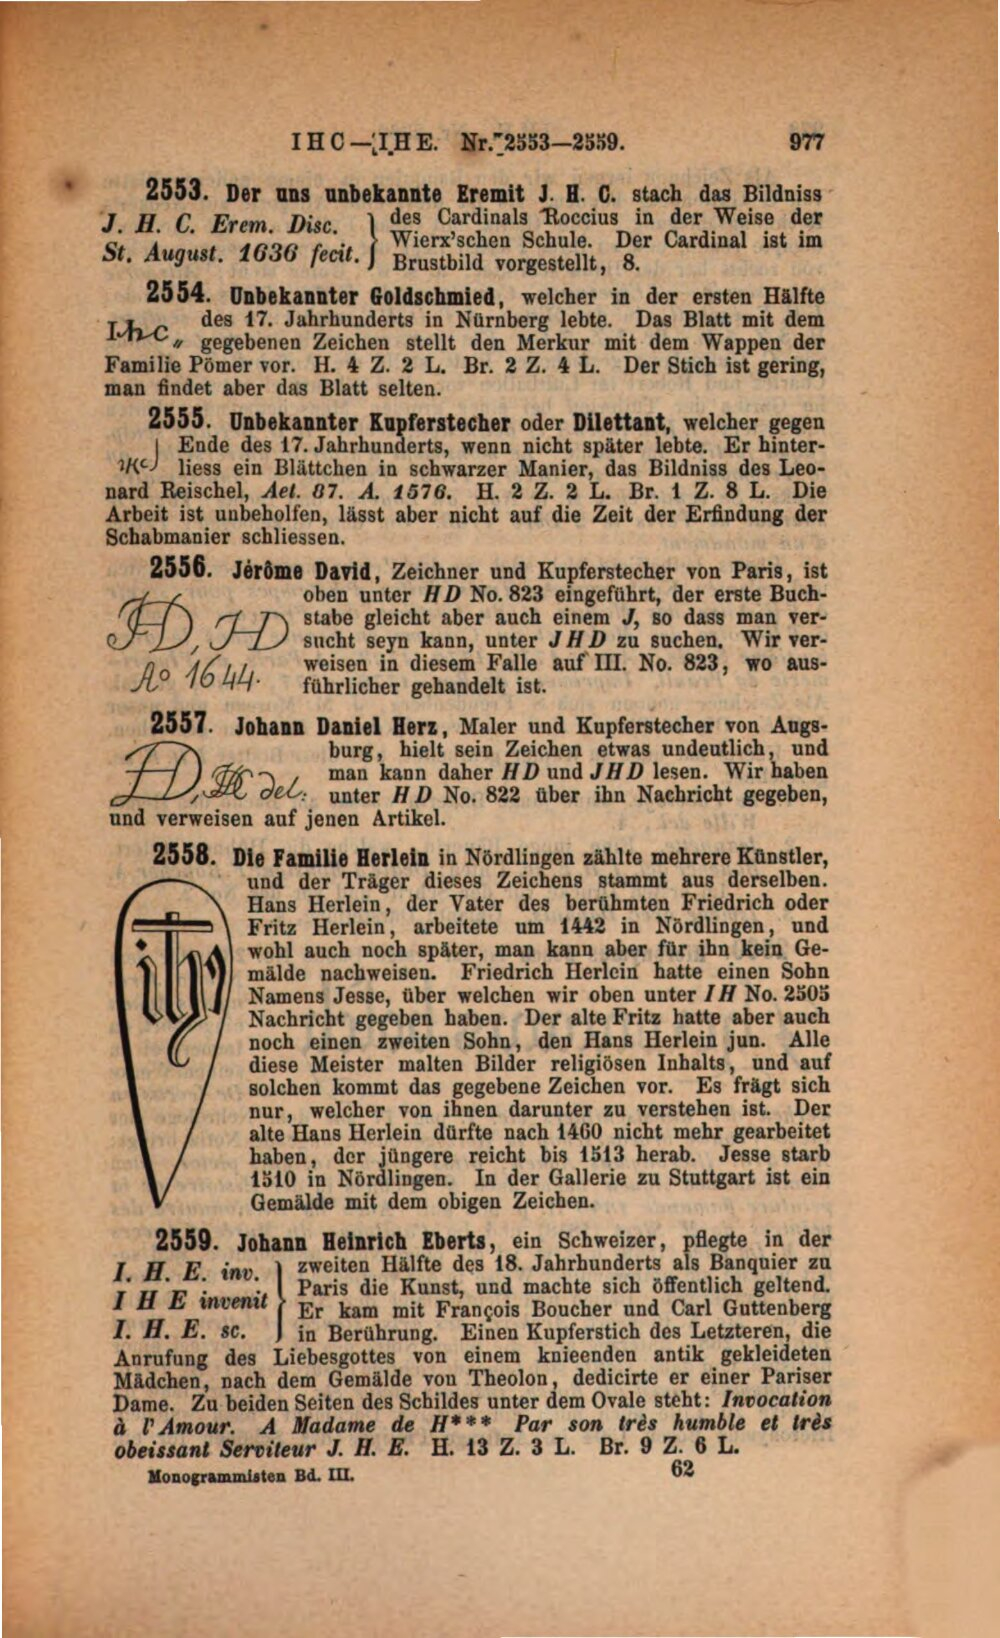 IHC—IHE. Nr. 2553—2559. 977
2553. Der uns unbekannte Eremit J. H. C. stach das Bildniss
J. H. C. Erem. Disc.
St. August. 1636 fecit.
des Cardinals Roccius in der Weise der
Wierx'schen Schule. Der Cardinal ist im
Brustbild vorgestellt, 8.
2554. Unbekannter Goldschmied, welcher in der ersten Hälfte
IhC
des 17. Jahrhunderts in Nürnberg lebte. Das Blatt mit dem
gegebenen Zeichen stellt den Merkur mit dem Wappen der
Familie Pömer vor. H. 4 Z. 2 L. Br. 2 Z. 4 L. Der Stich ist gering,
man findet aber das Blatt selten.
2555. Unbekannter Kupferstecher oder Dilettant, welcher gegen
Ende des 17. Jahrhunderts, wenn nicht später lebte. Er hinter-
liess ein Blättchen in schwarzer Manier, das Bildniss des Leo-
nard Reischel, Aet. 87. A. 1576. H. 2 Z. 2 L. Br. 1 Z. 8 L. Die
Arbeit ist unbeholfen, lässt aber nicht auf die Zeit der Erfindung der
Schabmanier schliessen.
2556. Jérôme David, Zeichner und Kupferstecher von Paris, ist
JHD, JHD
Ao 1644.
oben unter HD No. 823 eingeführt, der erste Buch-
stabe gleicht aber auch einem J, so dass man ver-
sucht seyn kann, unter JHD zu suchen. Wir ver-
weisen in diesem Falle auf III. No. 823, wo aus-
führlicher gehandelt ist.
2557. Johann Daniel Herz, Maler und Kupferstecher von Augs-
del:
burg, hielt sein Zeichen etwas undeutlich, und
man kann daher HD und JHD lesen. Wir haben
unter HD No. 822 über ihn Nachricht gegeben,
und verweisen auf jenen Artikel.
2558. Die Familie Herlein in Nördlingen zählte mehrere Künstler,
ihs
und der Träger dieses Zeichens stammt aus derselben.
Hans Herlein, der Vater des berühmten Friedrich oder
Fritz Herlein, arbeitete um 1442 in Nördlingen, und
wohl auch noch später, man kann aber für ihn kein Ge-
mälde nachweisen. Friedrich Herlein hatte einen Sohn
Namens Jesse, über welchen wir oben unter IH No. 2505
Nachricht gegeben haben. Der alte Fritz hatte aber auch
noch einen zweiten Sohn, den Hans Herlein jun. Alle
diese Meister malten Bilder religiösen Inhalts, und auf
solchen kommt das gegebene Zeichen vor. Es frägt sich
nur, welcher von ihnen darunter zu verstehen ist. Der
alte Hans Herlein dürfte nach 1460 nicht mehr gearbeitet
haben, der jüngere reicht bis 1513 herab. Jesse starb
1510 in Nördlingen. In der Gallerie zu Stuttgart ist ein
Gemälde mit dem obigen Zeichen.
2559. Johann Heinrich Eberts, ein Schweizer, pflegte in der
I. H. E. inv.
I H E invenit
I. H. E. sc.
zweiten Hälfte des 18. Jahrhunderts als Banquier zu
Paris die Kunst, und machte sich öffentlich geltend.
Er kam mit François Boucher und Carl Guttenberg
in Berührung. Einen Kupferstich des Letzteren, die
Anrufung des Liebesgottes von einem knieenden antik gekleideten
Mädchen, nach dem Gemälde von Theolon, dedicirte er einer Pariser
Dame. Zu beiden Seiten des Schildes unter dem Ovale steht: Invocation
à l'Amour. A Madame de H*** Par son très humble et très
obeissant Serviteur J. H. E. H. 13 Z. 3 L. Br. 9 Z. 6 L.
Monogrammisten Bd. III. 62